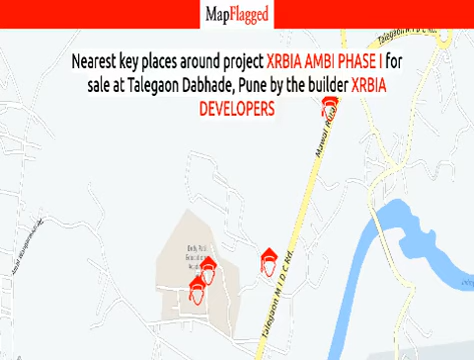 MapFlagged
Nearest key places around project XRBIA AMBI PHASE I for
sale at Talegaon Dabhade, Pune by the builder XRBIA
DEVELOPERS
Talegaon
Mawal Road
Talegaon M I D C Rd.